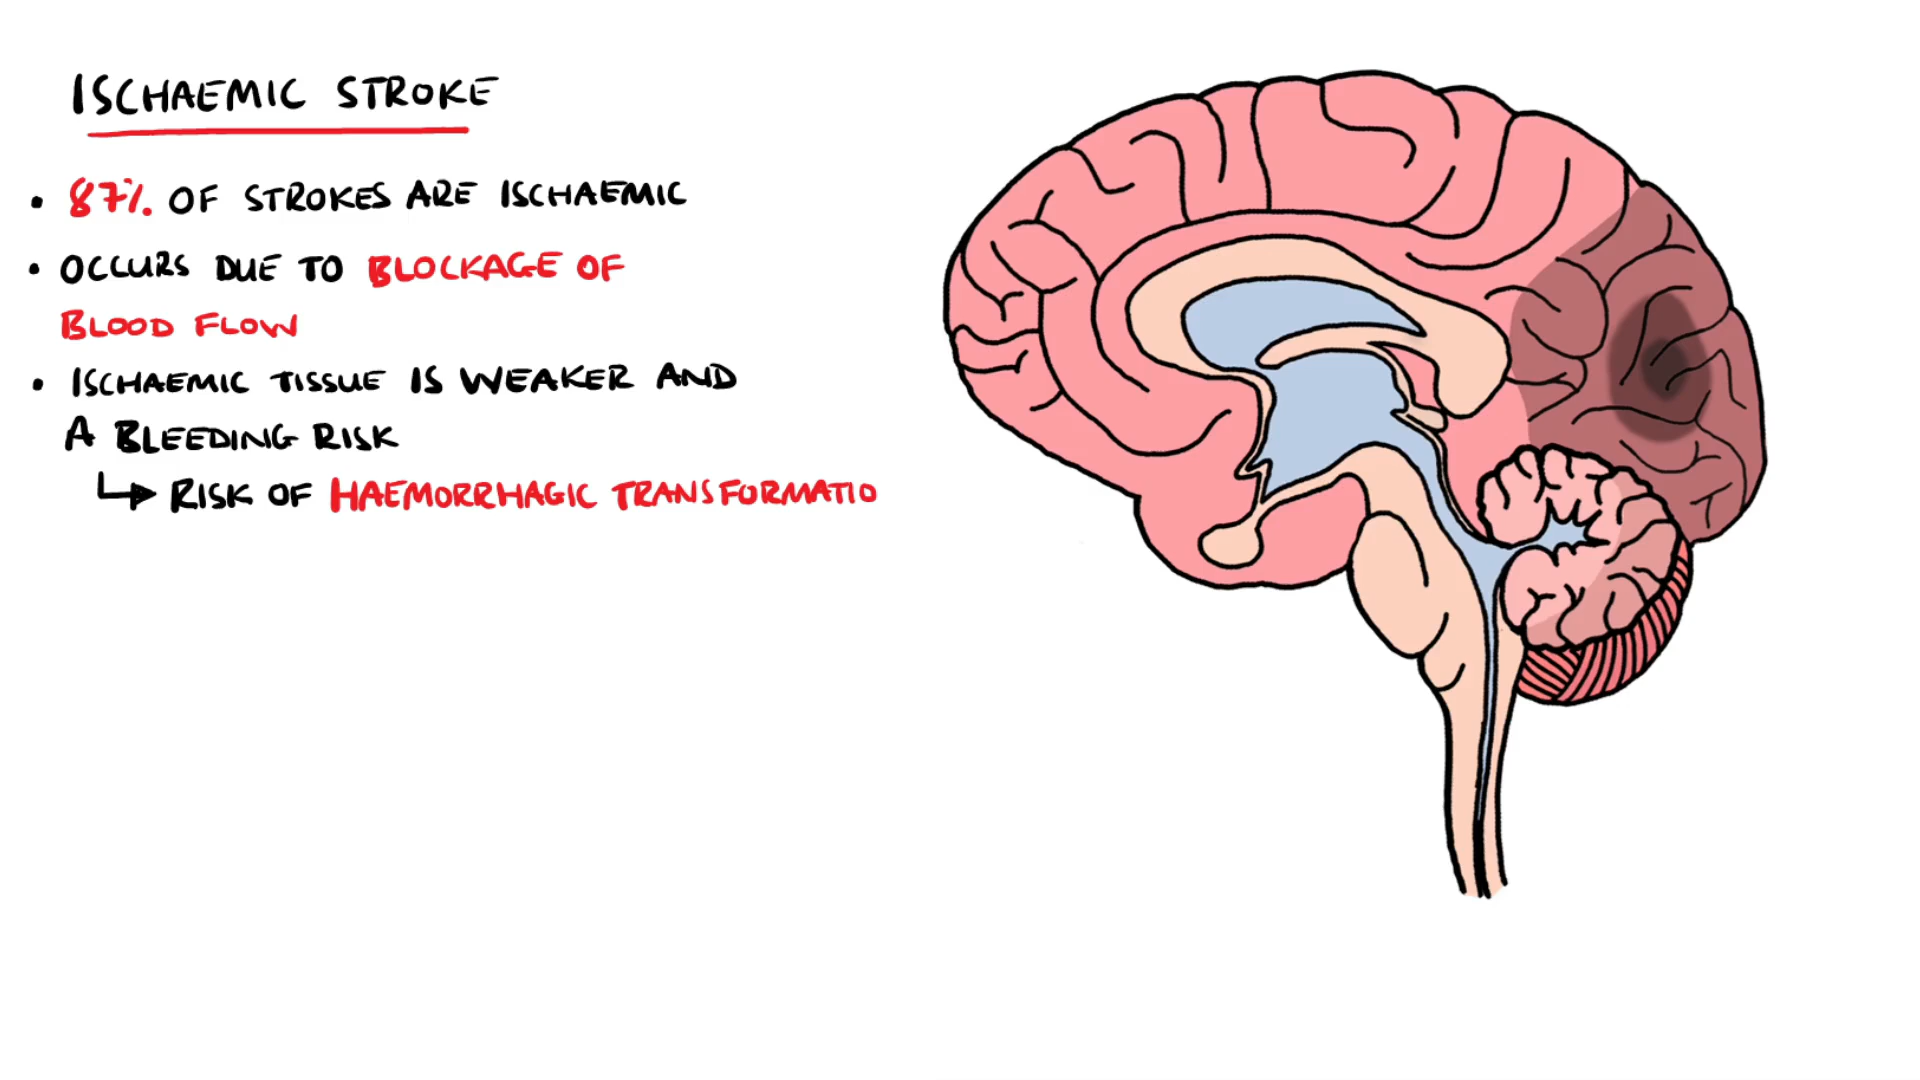 ISCHAEMIC STROKE
• 87% OF STROKES ARE ISCHAEMIC
• OCCURS DUE TO BLOCKAGE OF
BLOOD FLOW
• ISCHAEMIC TISSUE IS WEAKER AND
A BLEEDING RISK
↳ RISK OF HAEMORRHAGIC TRANSFORMATIO